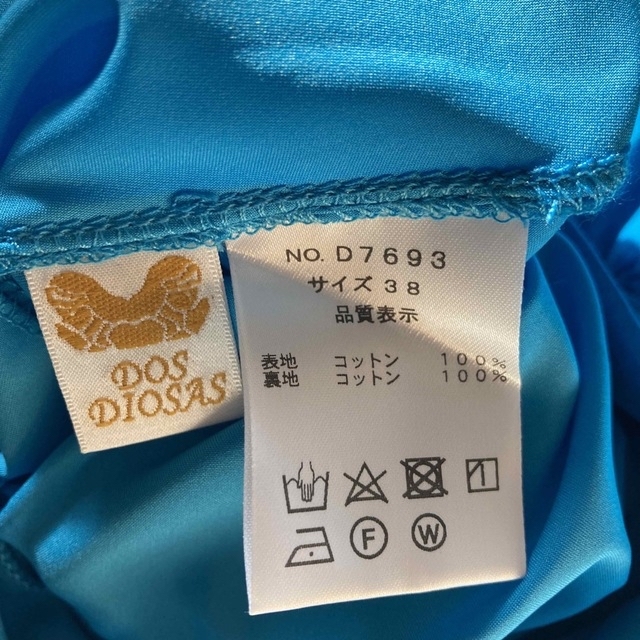 NO. D7693
サイズ 38
品質表示
表地 コットン 100%
裏地 コットン 100%
F
W
DOS
DIOSAS